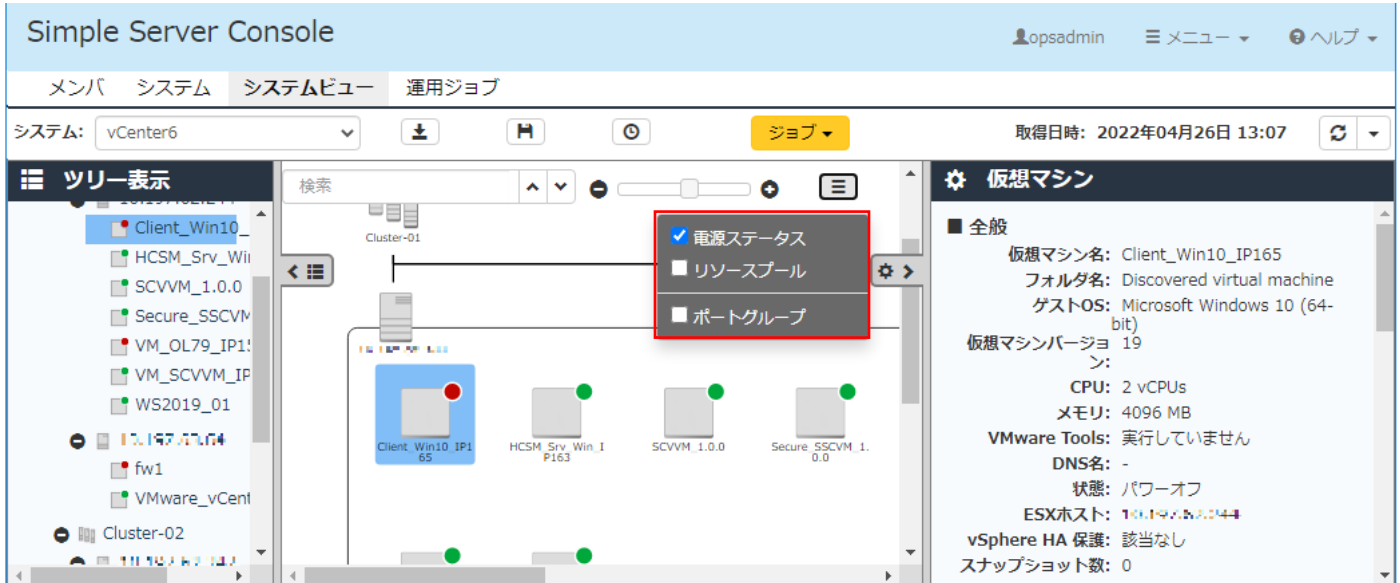 Simple Server Console
opsadmin メニュー ヘルプ
メンバ システム システムビュー 運用ジョブ
システム: vCenter6 ジョブ 取得日時: 2022年04月26日 13:07
ツリー表示
Client_Win10_
HCSM_Srv_Wi
SCVVM_1.0.0
Secure_SSCVM
VM_OL79_IP1
VM_SCVVM_IP
WS2019_01
fw1
VMware_vCent
Cluster-02
検索
Cluster-01
電源ステータス
リソースプール
ポートグループ
Client_Win10_IP1
65
HCSM_Srv_Win_I
P163
SCVVM_1.0.0
Secure_SSCVM_1.
0.0
仮想マシン
全般
仮想マシン名: Client_Win10_IP165
フォルダ名: Discovered virtual machine
ゲストOS: Microsoft Windows 10 (64-
bit)
仮想マシンバージョ 19
ン:
CPU: 2 vCPUs
メモリ: 4096 MB
VMware Tools: 実行していません
DNS名: -
状態: パワーオフ
ESXホスト:
vSphere HA 保護: 該当なし
スナップショット数: 0